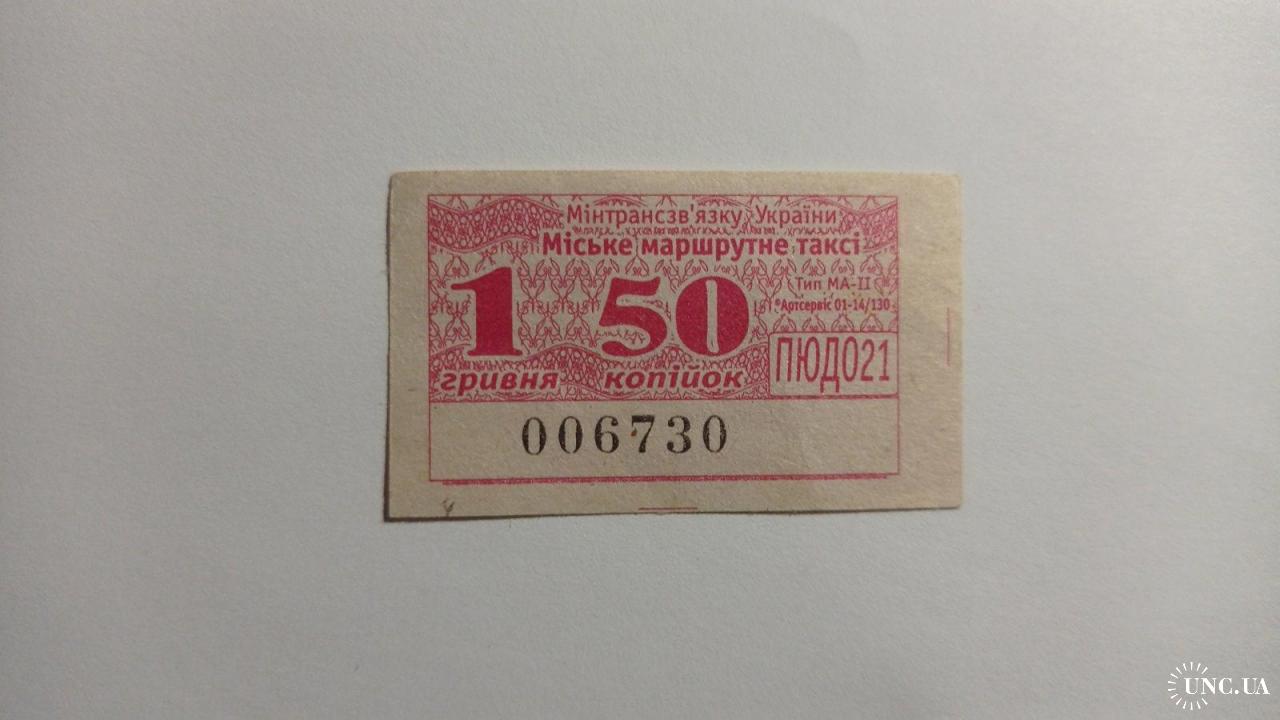 Мінтрансзв'язку України
Міське маршрутне таксі
1 50
Тип МА-II
©Артсервіс 01-14/130
гривня копійок
ПЮД021
006730
UNC.UA